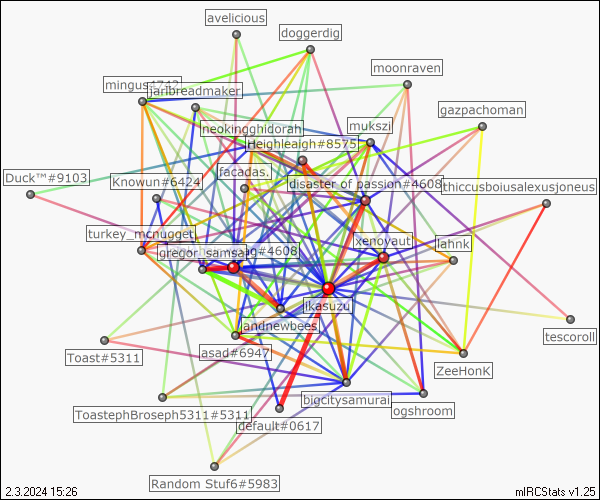 avelicious
doggerdig
moonraven
mingus4742
jaribreadmaker
gazpachoman
neokingghidorah
mukszi
Heighleaigh#8575
Duck™#9103
Knowun#6424
facadas.
disaster of passion#4608
thiccusboiusalexusjoneus
turkey_mcnugget
xenovaut
lahnk
gregor_samsa
#4608
ikasuzu
andnewbees
tescoroll
Toast#5311
asad#6947
ZeeHonK
bigcitysamurai
ogshroom
ToastephBroseph5311#5311
default#0617
Random Stuf6#5983
2.3.2024 15:26
mIRCStats v1.25